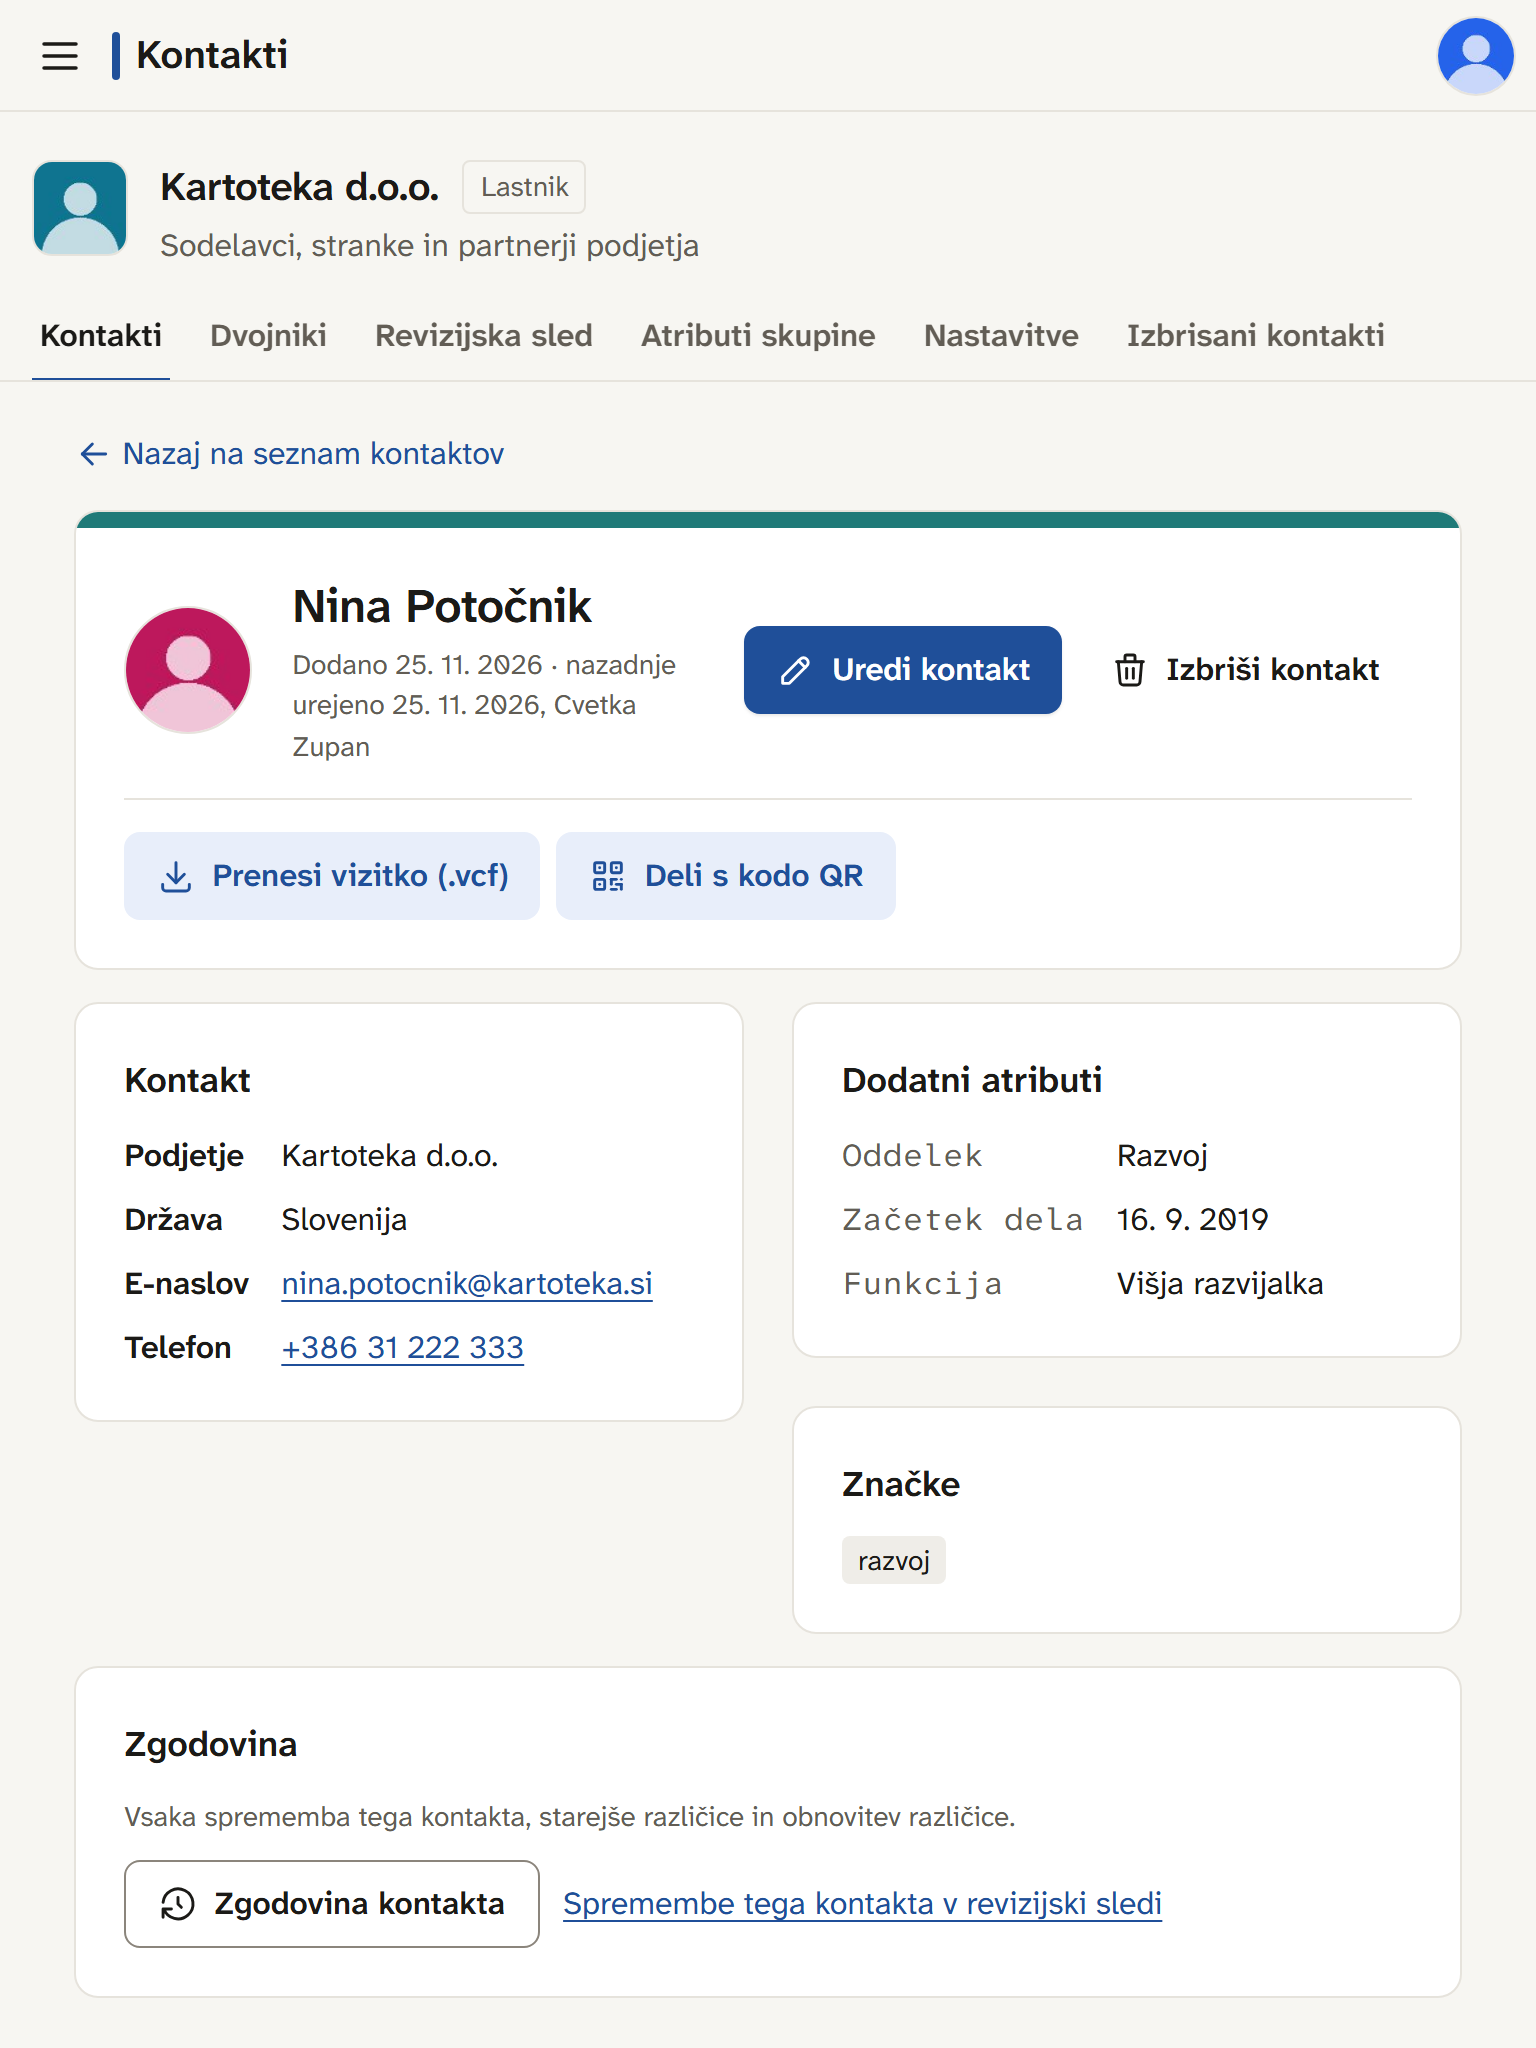 Kontakti
Kartoteka d.o.o.
Lastnik
Sodelavci, stranke in partnerji podjetja
Kontakti
Dvojniki
Revizijska sled
Atributi skupine
Nastavitve
Izbrisani kontakti
Nazaj na seznam kontaktov
Nina Potočnik
Dodano 25. 11. 2026 · nazadnje
urejeno 25. 11. 2026, Cvetka
Zupan
Uredi kontakt
Izbriši kontakt
Prenesi vizitko (.vcf)
Deli s kodo QR
Kontakt
Podjetje Kartoteka d.o.o.
Država Slovenija
E-naslov nina.potocnik@kartoteka.si
Telefon +386 31 222 333
Dodatni atributi
Oddelek Razvoj
Začetek dela 16. 9. 2019
Funkcija Višja razvijalka
Značke
razvoj
Zgodovina
Vsaka sprememba tega kontakta, starejše različice in obnovitev različice.
Zgodovina kontakta
Spremembe tega kontakta v revizijski sledi